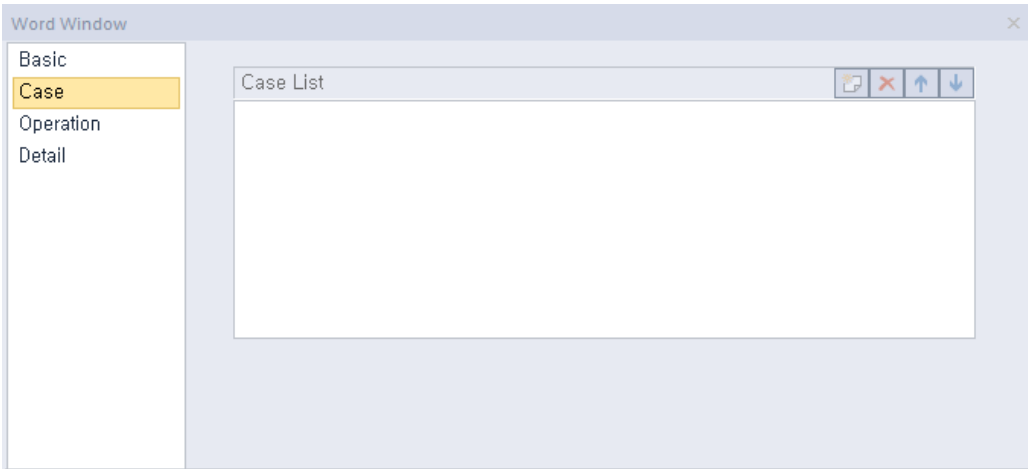 Word Window
Basic
Case
Operation
Detail
Case List